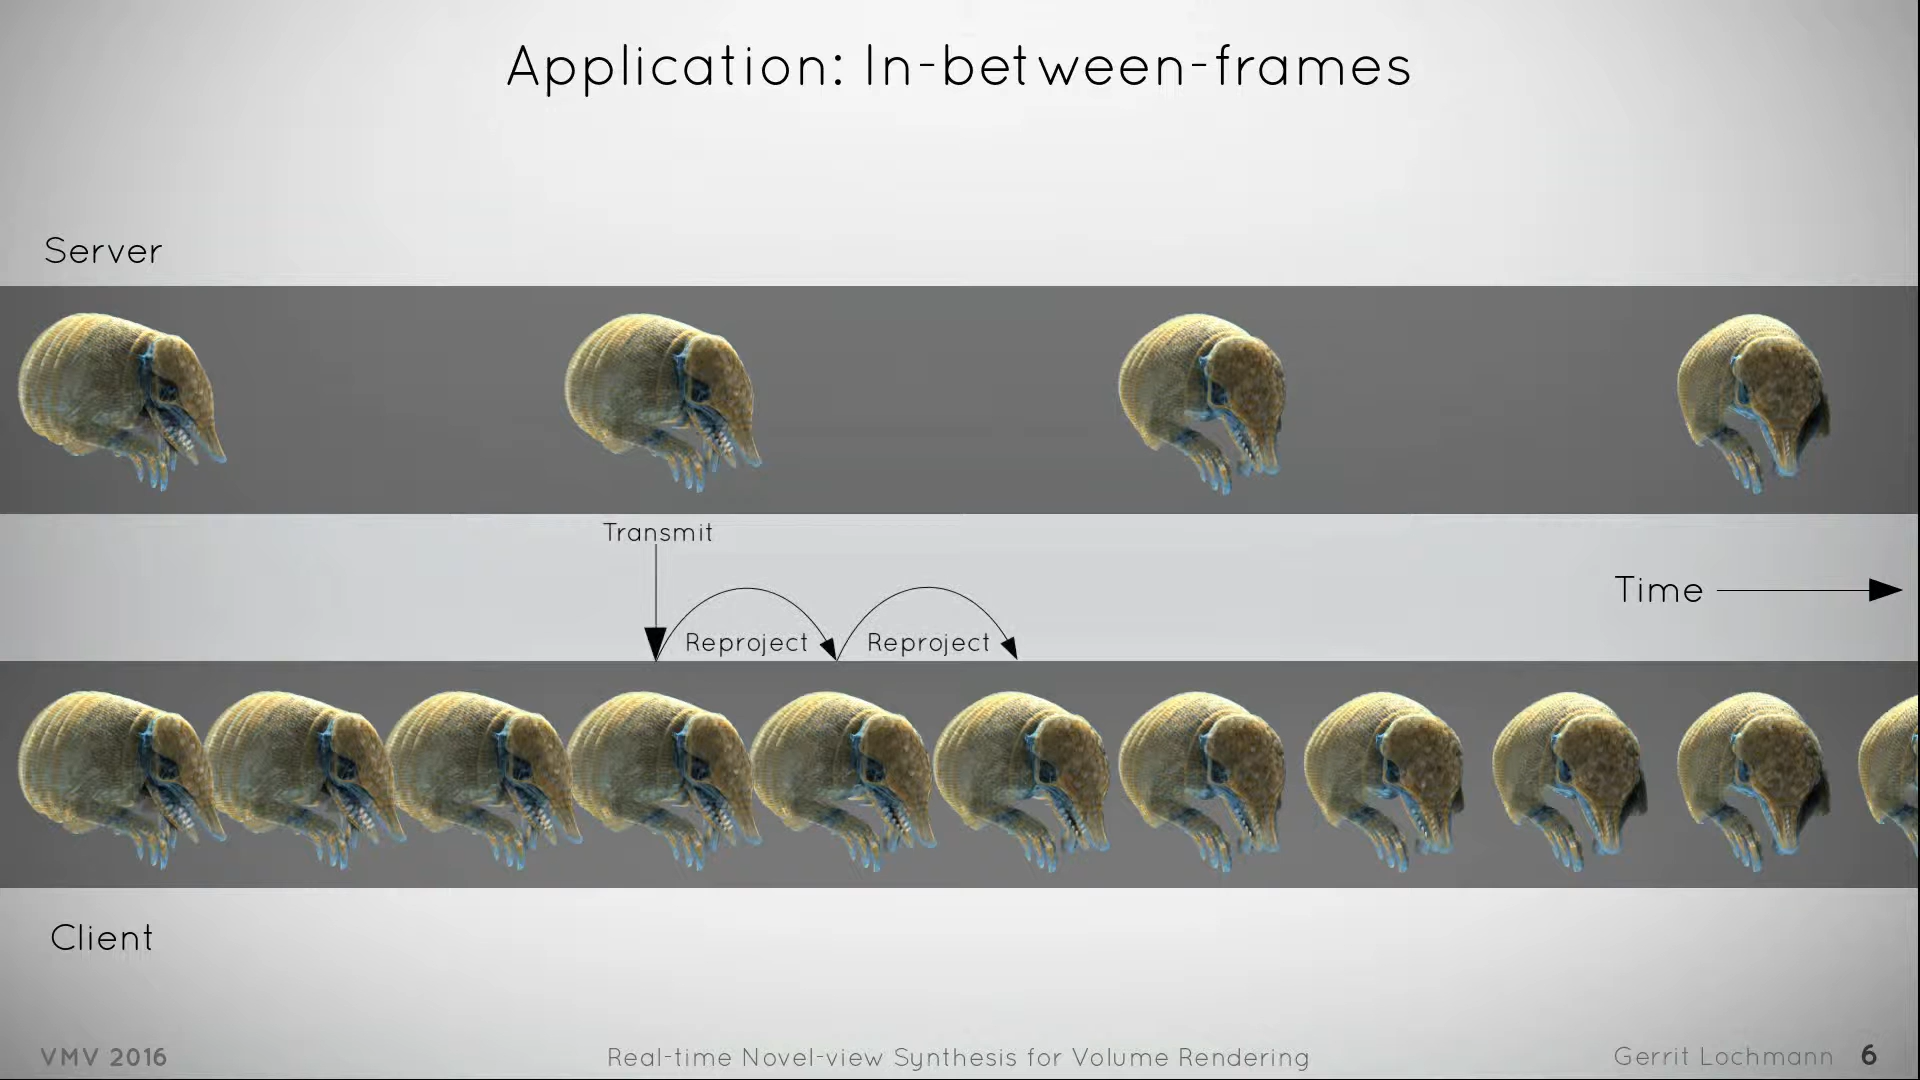 Application: In-between-frames
Server
Transmit
Time
Reproject Reproject
Client
VMV 2016 Real-time Novel-view Synthesis for Volume Rendering Gerrit Lochmann 6